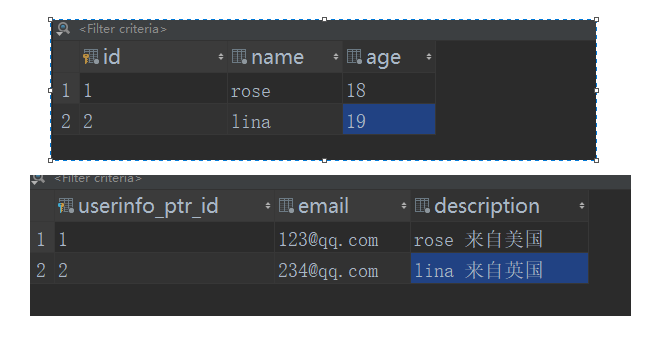 <Filter criteria>
id name age
1 1 rose 18
2 2 lina 19
<Filter criteria>
userinfo_ptr_id email description
1 1 123@qq.com rose 来自美国
2 2 234@qq.com lina 来自英国